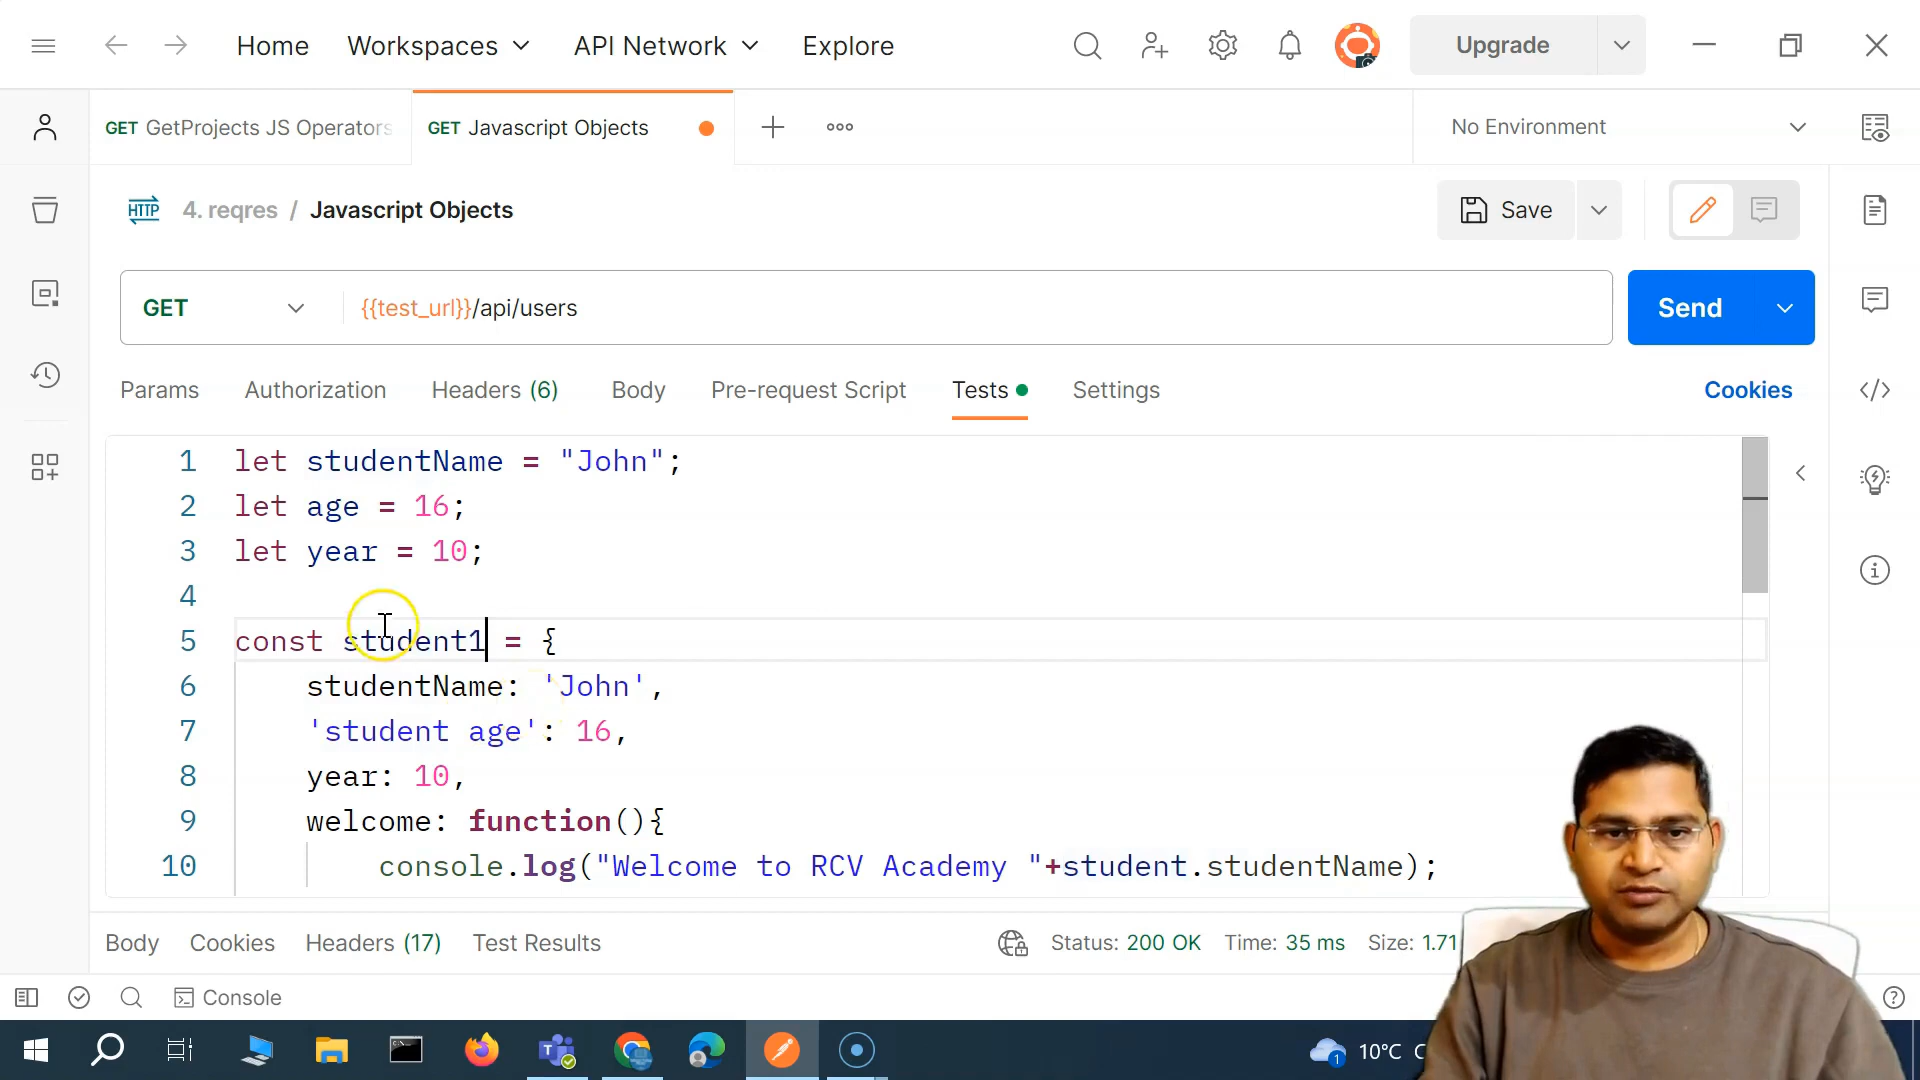 Home Workspaces API Network Explore Upgrade
GET GetProjects JS Operators GET Javascript Objects No Environment
HTTP 4. reqres / Javascript Objects Save
GET {{test_url}}/api/users Send
Params Authorization Headers (6) Body Pre-request Script Tests Settings Cookies
1 let studentName = "John";
2 let age = 16;
3 let year = 10;
4
5 const student1 = {
6 studentName: 'John',
7 'student age': 16,
8 year: 10,
9 welcome: function(){
10 console.log("Welcome to RCV Academy "+student.studentName);
Body Cookies Headers (17) Test Results Status: 200 OK Time: 35 ms Size: 1.71
Console
1 10°C C